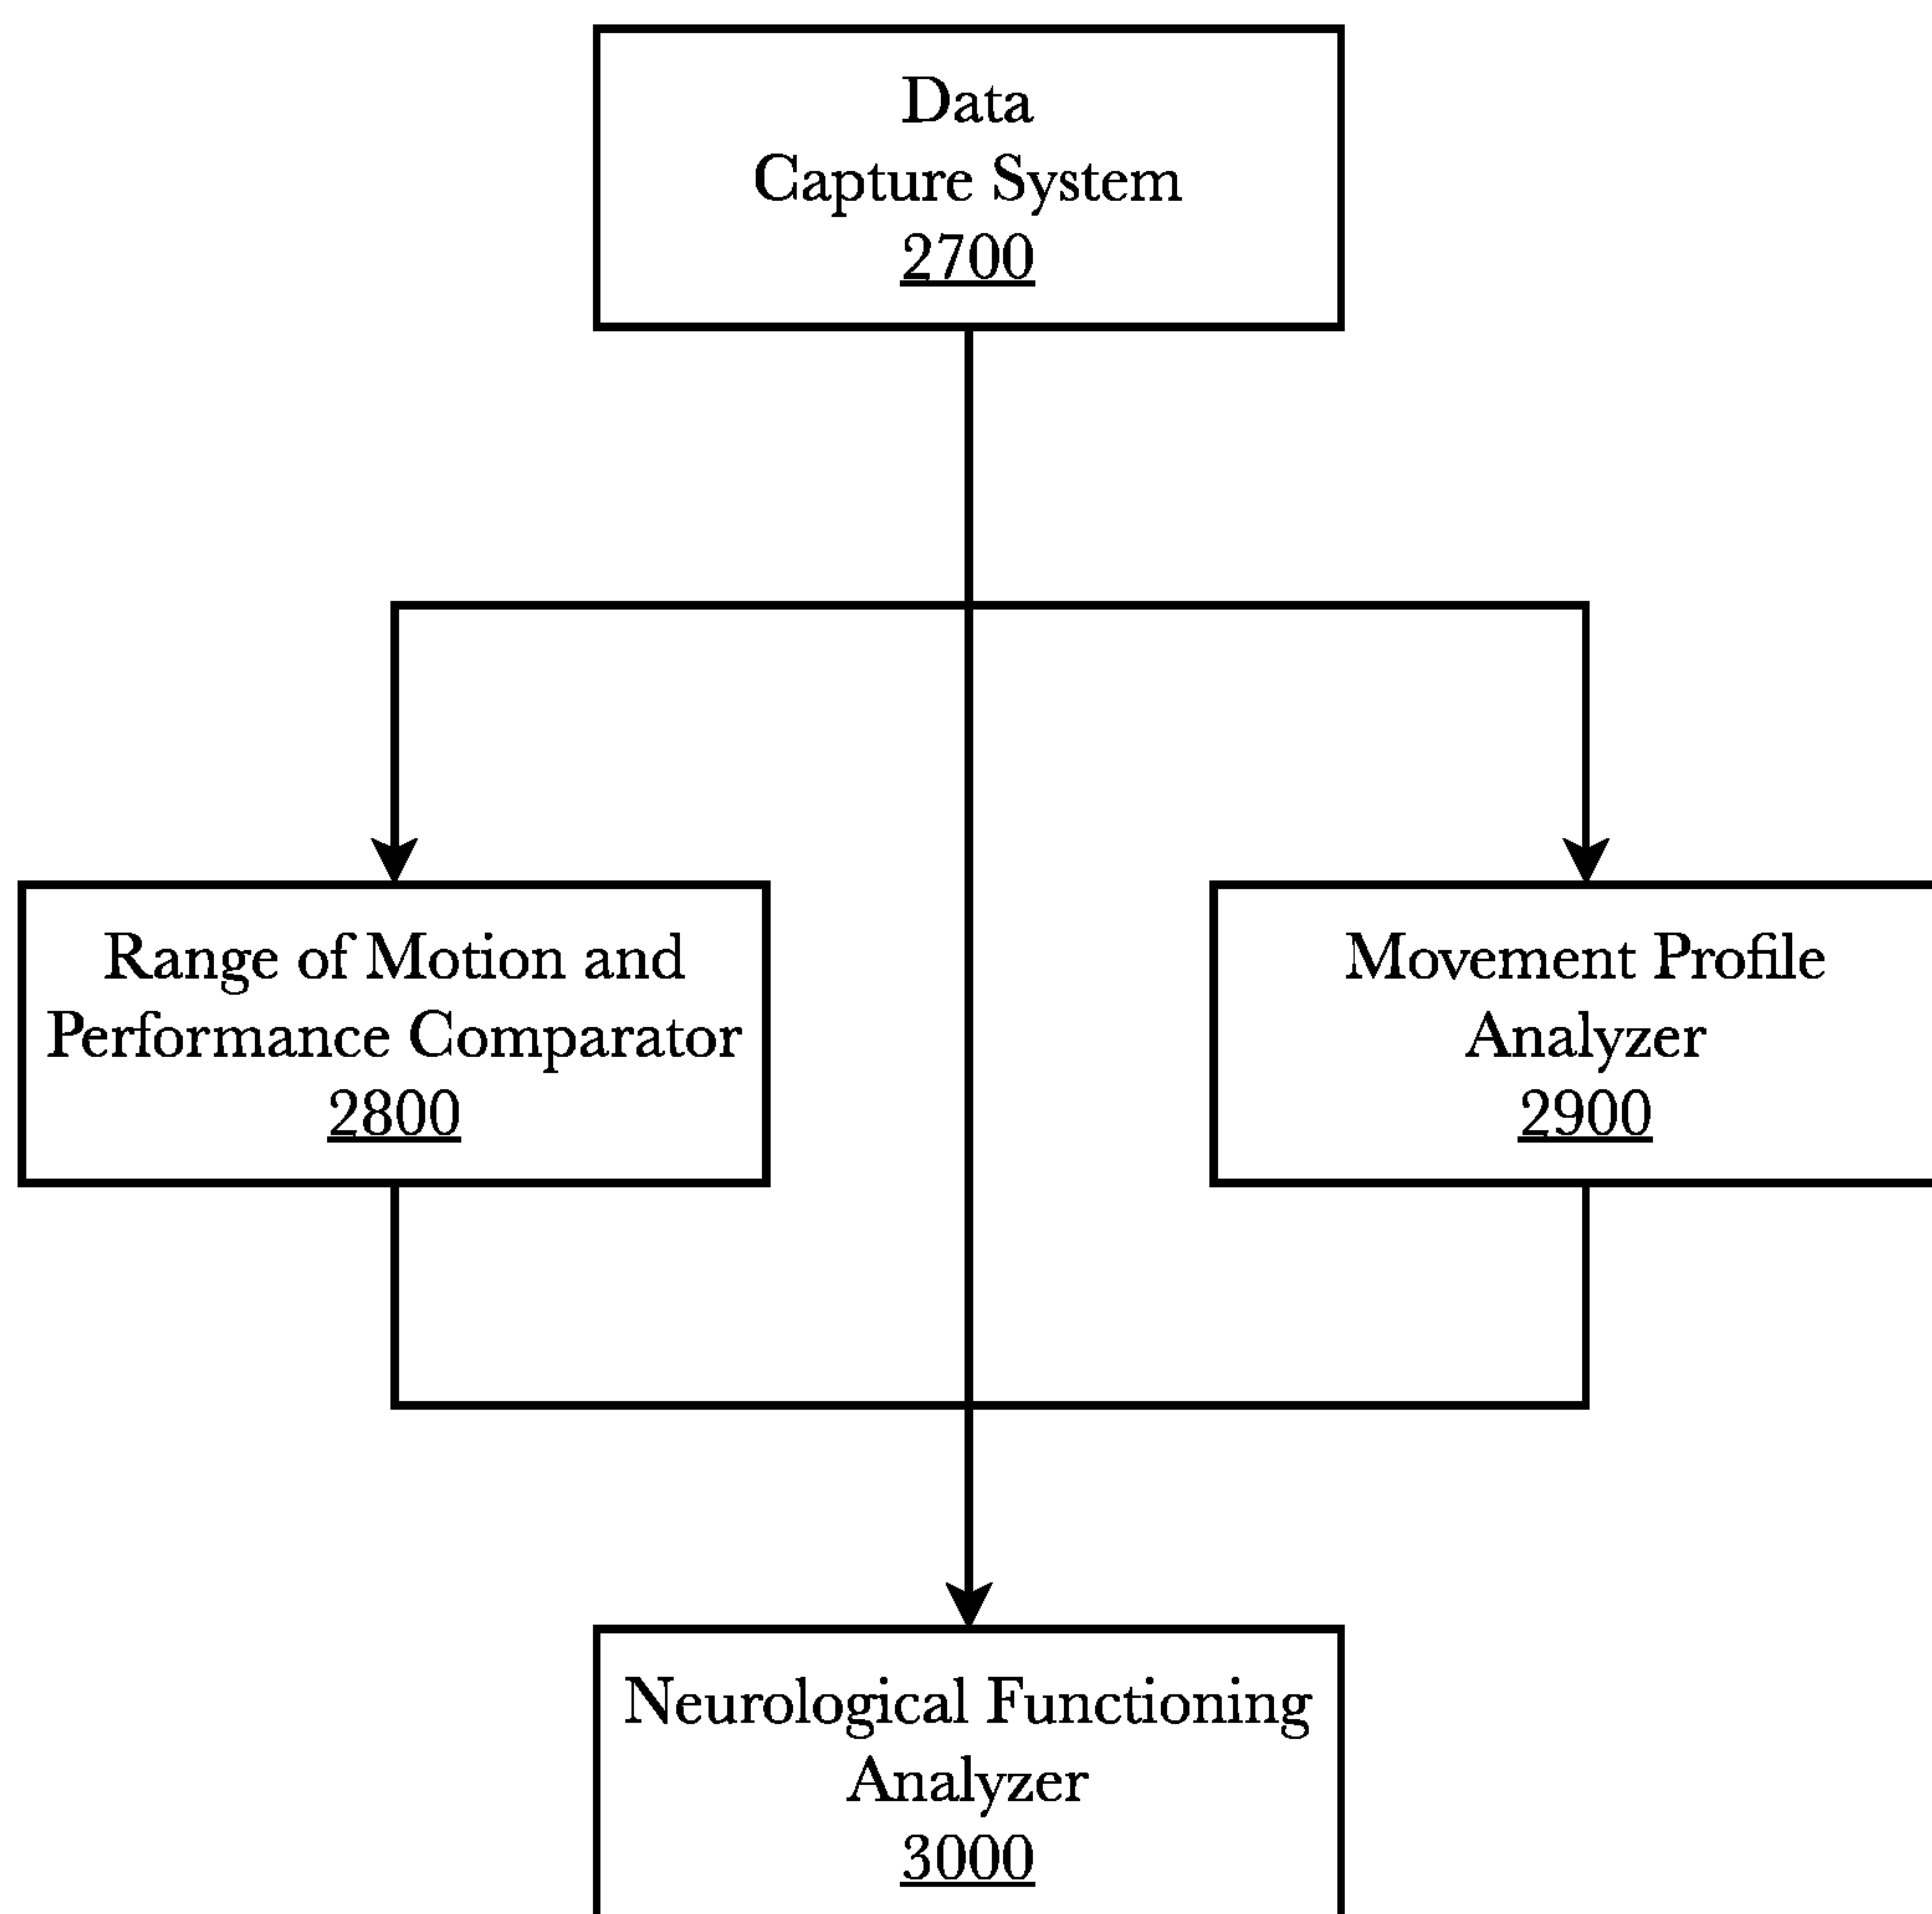 Data
Capture System
2700
Range of Motion and
Performance Comparator
2800
Movement Profile
Analyzer
2900
Neurological Functioning
Analyzer
3000